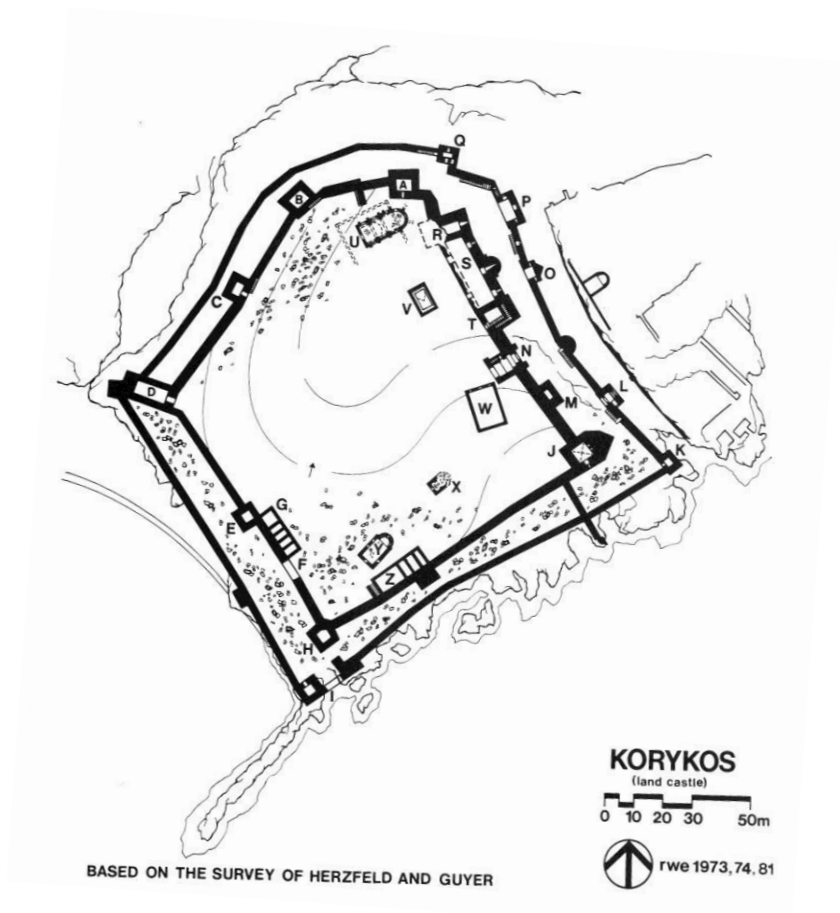 Q
A
P
B
R
U
S
O
C
V
T
N
D
L
W
M
J
K
X
G
E
F
Z
H
I
KORYKOS
(land castle)
0 10 20 30 50m
rwe 1973,74,81
BASED ON THE SURVEY OF HERZFELD AND GUYER